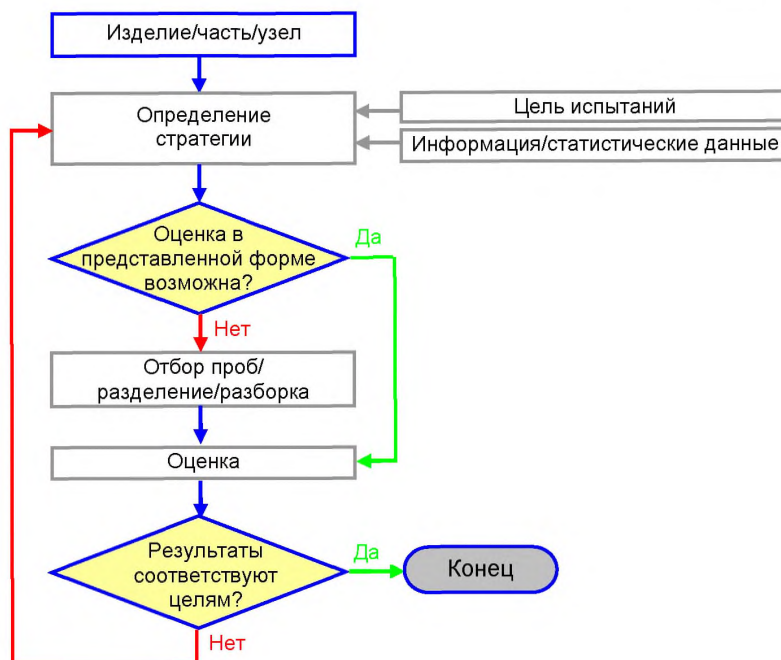 Изделие/часть/узел
Определение
стратегии
Цель испытаний
Информация/статистические данные
Оценка в
представленной форме
возможна?
Да
Нет
Отбор проб/
разделение/разборка
Оценка
Результаты
соответствуют
целям?
Да
Конец
Нет